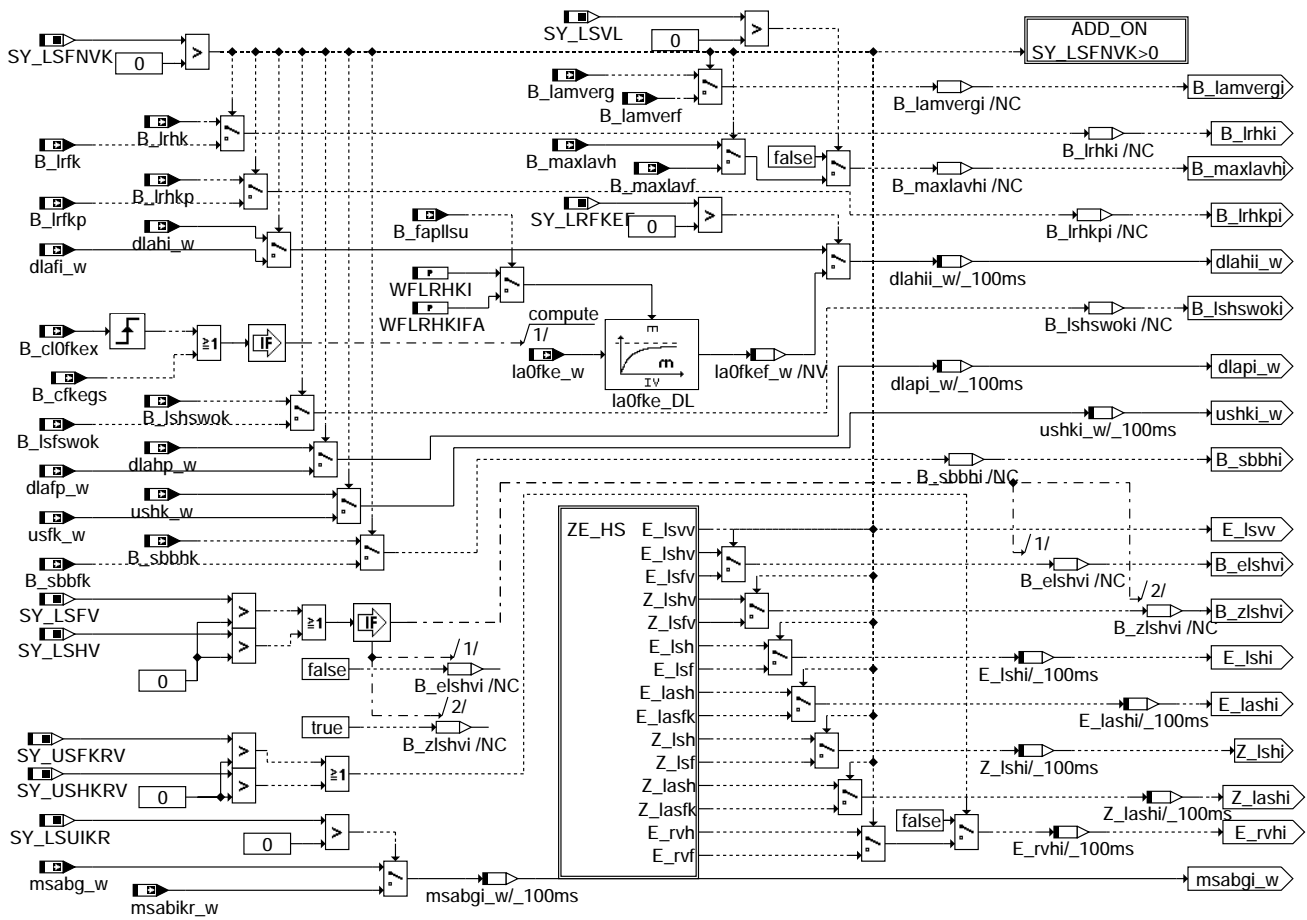 SY_LSFNVK
0
>
SY_LSVL
0
>
ADD_ON
SY_LSFNVK>0
B_lamverg
B_lamverf
B_lamvergi /NC
B_lamvergi
B_lrhk
B_lrfk
B_lrhki /NC
B_lrhki
B_maxlavh
B_maxlavf
false
B_maxlavhi /NC
B_maxlavhi
B_lrhkp
B_lrfkp
B_lrhkpi /NC
B_lrhkpi
SY_LRFKEF
0
>
B_fapllsu
dlahi_w
dlafi_w
dlahii_w/_100ms
dlahii_w
WFLRHKI
WFLRHKIFA
P
P
B_lshswoki /NC
B_lshswoki
B_cl0fkex
B_cfkegs
≥1
IF
compute
1/
la0fke_w
m
m
IV
la0fke_DL
la0fkef_w /NV
dlapi_w/_100ms
dlapi_w
B_lshswok
B_lsfswok
ushki_w/_100ms
ushki_w
dlahp_w
dlafp_w
B_sbbhi /NC
B_sbbhi
ushk_w
usfk_w
B_sbbhk
B_sbbfk
ZE_HS
E_lsvv
E_lshv
E_lsfv
Z_lshv
Z_lsfv
E_lsh
E_lsf
E_lash
E_lasfk
Z_lsh
Z_lsf
Z_lash
Z_lasfk
E_rvh
E_rvf
E_lsvv
/1/
B_elshvi /NC
B_elshvi
/2/
B_zlshvi /NC
B_zlshvi
SY_LSFV
SY_LSHV
0
>
>
≥1
IF
/1/
false
B_elshvi /NC
/2/
true
B_zlshvi /NC
E_lshi/_100ms
E_lshi
E_lashi/_100ms
E_lashi
SY_USFKRV
SY_USHKRV
0
>
>
≥1
Z_lshi/_100ms
Z_lshi
Z_lashi/_100ms
Z_lashi
SY_LSUIKR
0
>
false
E_rvhi/_100ms
E_rvhi
msabg_w
msabikr_w
msabgi_w/_100ms
msabgi_w